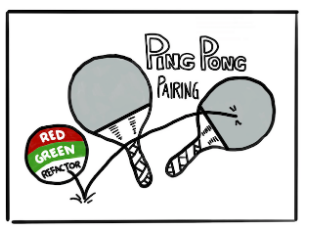 PING PONG
PAIRING
RED
GREEN
REFACTOR